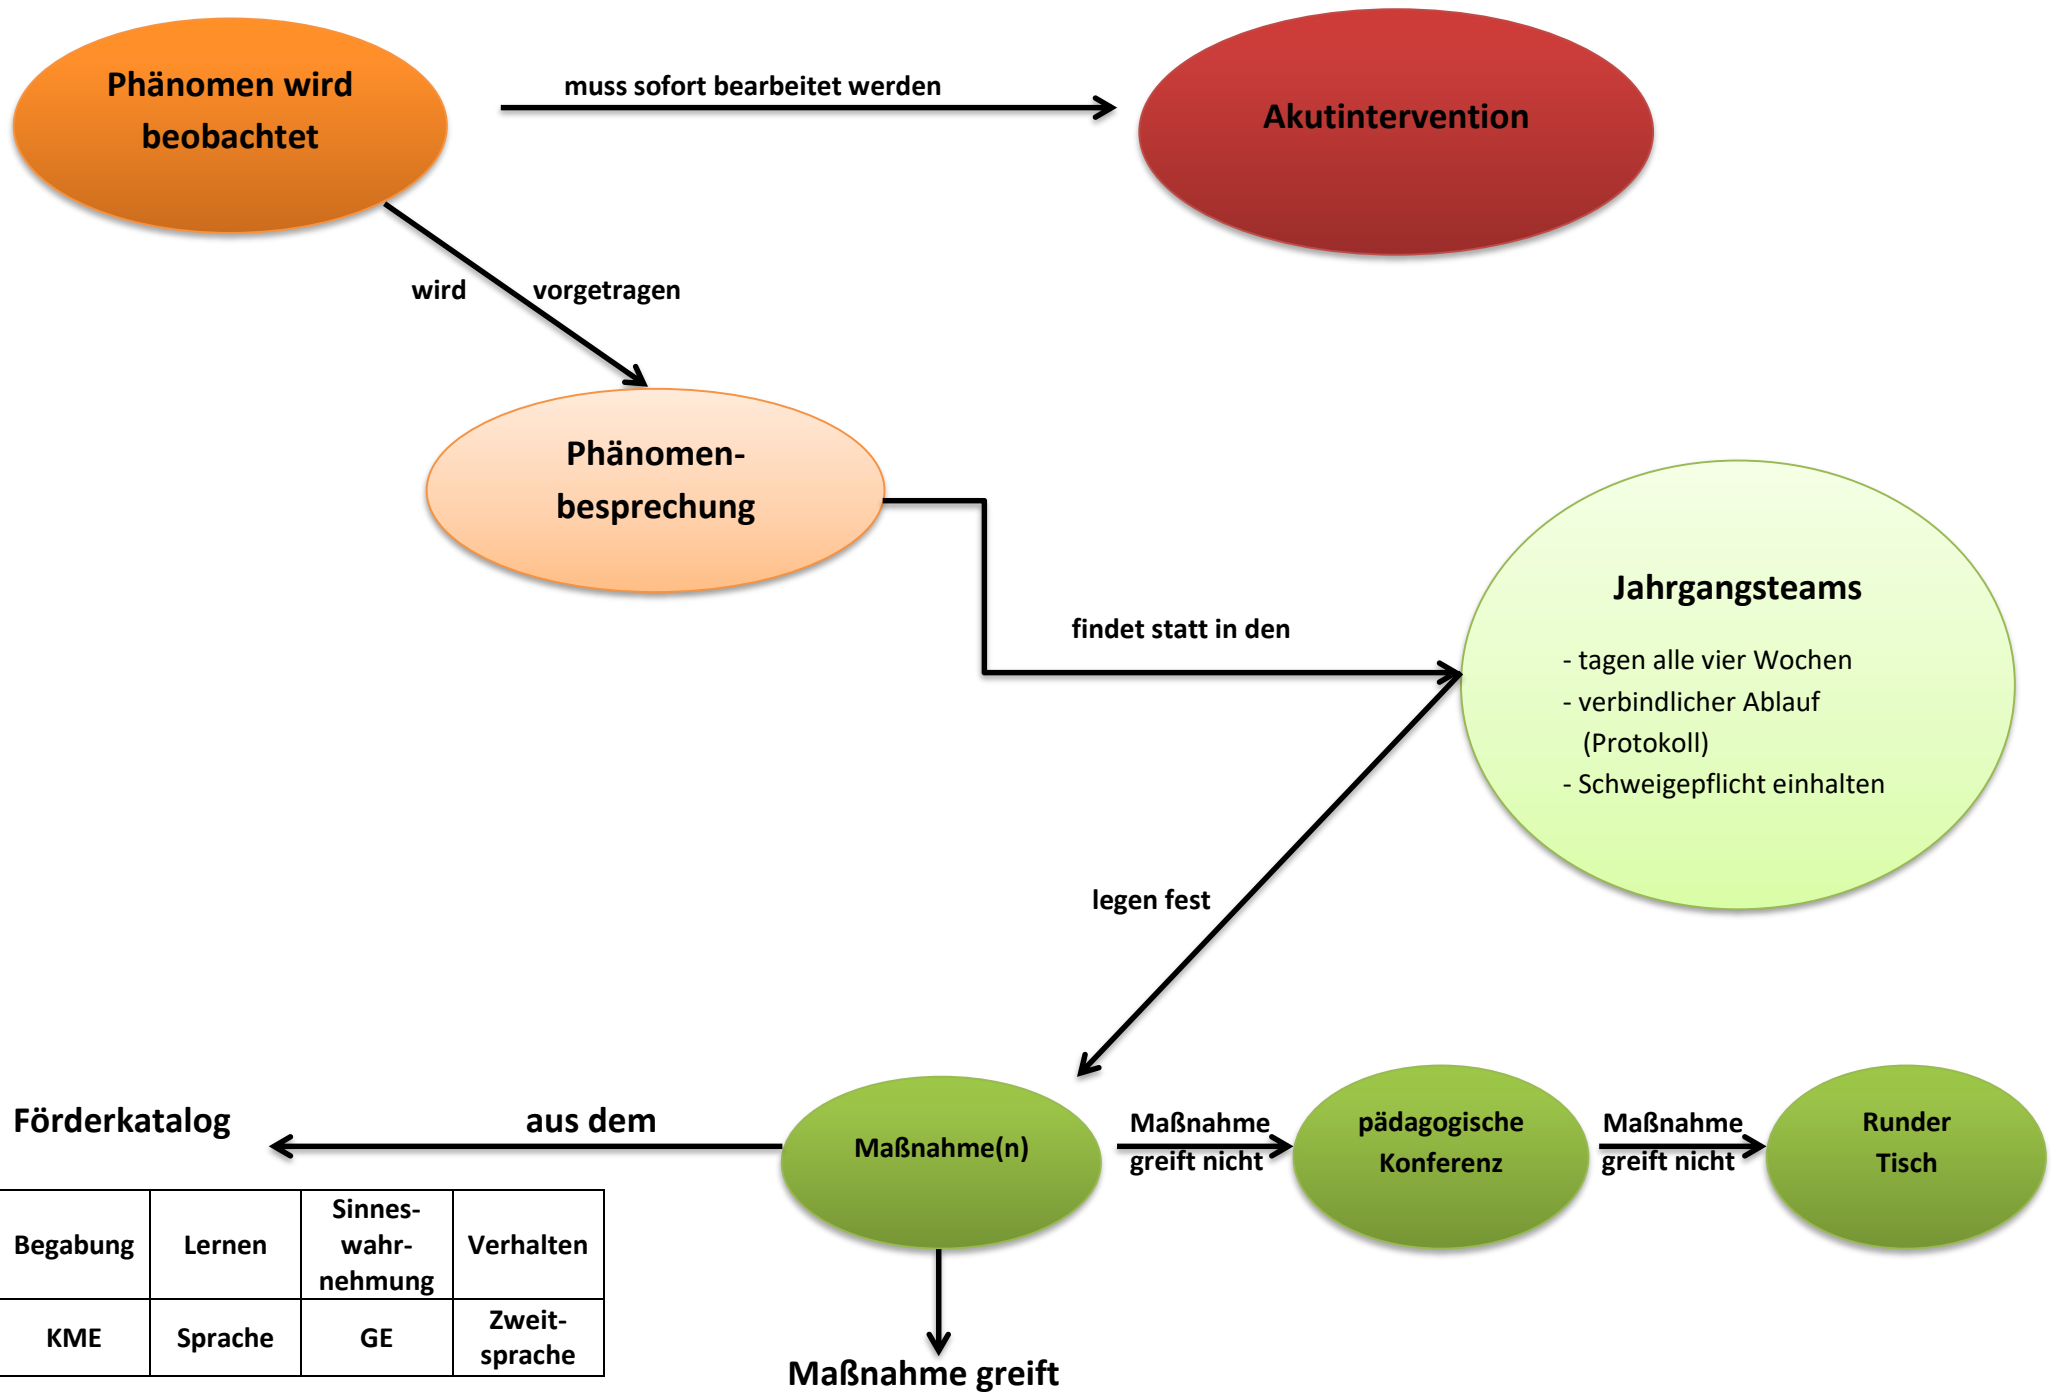 Phänomen wird
beobachtet
muss sofort bearbeitet werden
Akutintervention
wird vorgetragen
Phänomen-
besprechung
findet statt in den
Jahrgangsteams
- tagen alle vier Wochen
- verbindlicher Ablauf
(Protokoll)
- Schweigepflicht einhalten
legen fest
Förderkatalog
aus dem
Maßnahme(n)
Maßnahme
greift nicht
pädagogische
Konferenz
Maßnahme
greift nicht
Runder
Tisch
Begabung
Lernen
Sinnes-
wahr-
nehmung
Verhalten
KME
Sprache
GE
Zweit-
sprache
Maßnahme greift